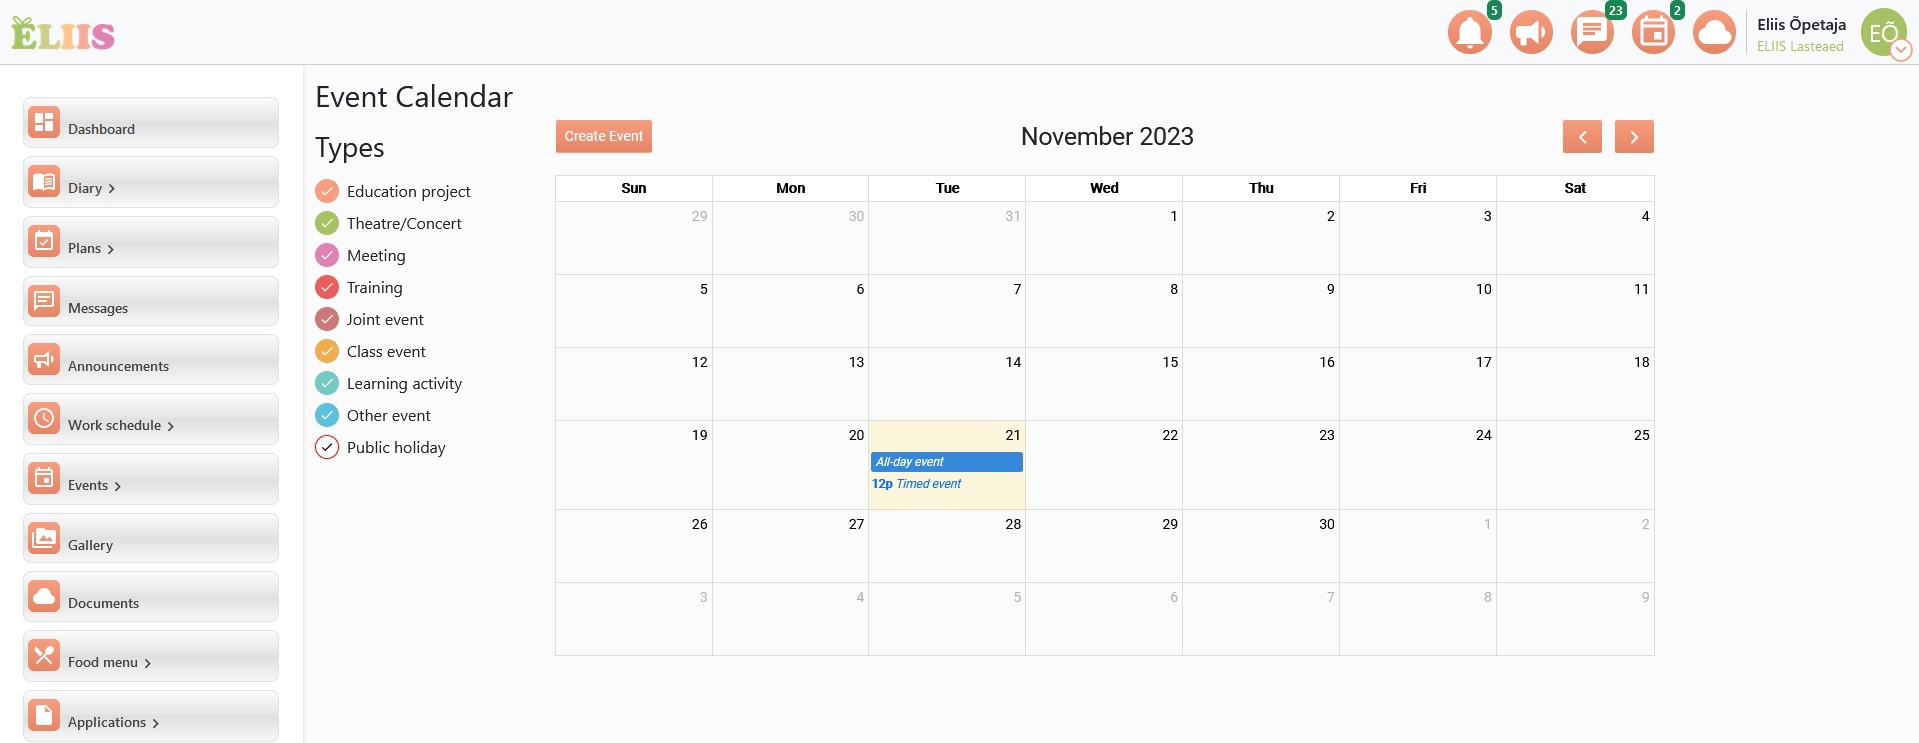 ELIIS
5
23
2
Eliis Õpetaja
ELIIS Lasteaed
EÕ
Dashboard
Diary
Plans
Messages
Announcements
Work schedule
Events
Gallery
Documents
Food menu
Applications
Event Calendar
Types
Education project
Theatre/Concert
Meeting
Training
Joint event
Class event
Learning activity
Other event
Public holiday
Create Event
November 2023
Sun Mon Tue Wed Thu Fri Sat
29 30 31 1 2 3 4
5 6 7 8 9 10 11
12 13 14 15 16 17 18
19 20 21 22 23 24 25
All-day event
12p Timed event
26 27 28 29 30 1 2
3 4 5 6 7 8 9